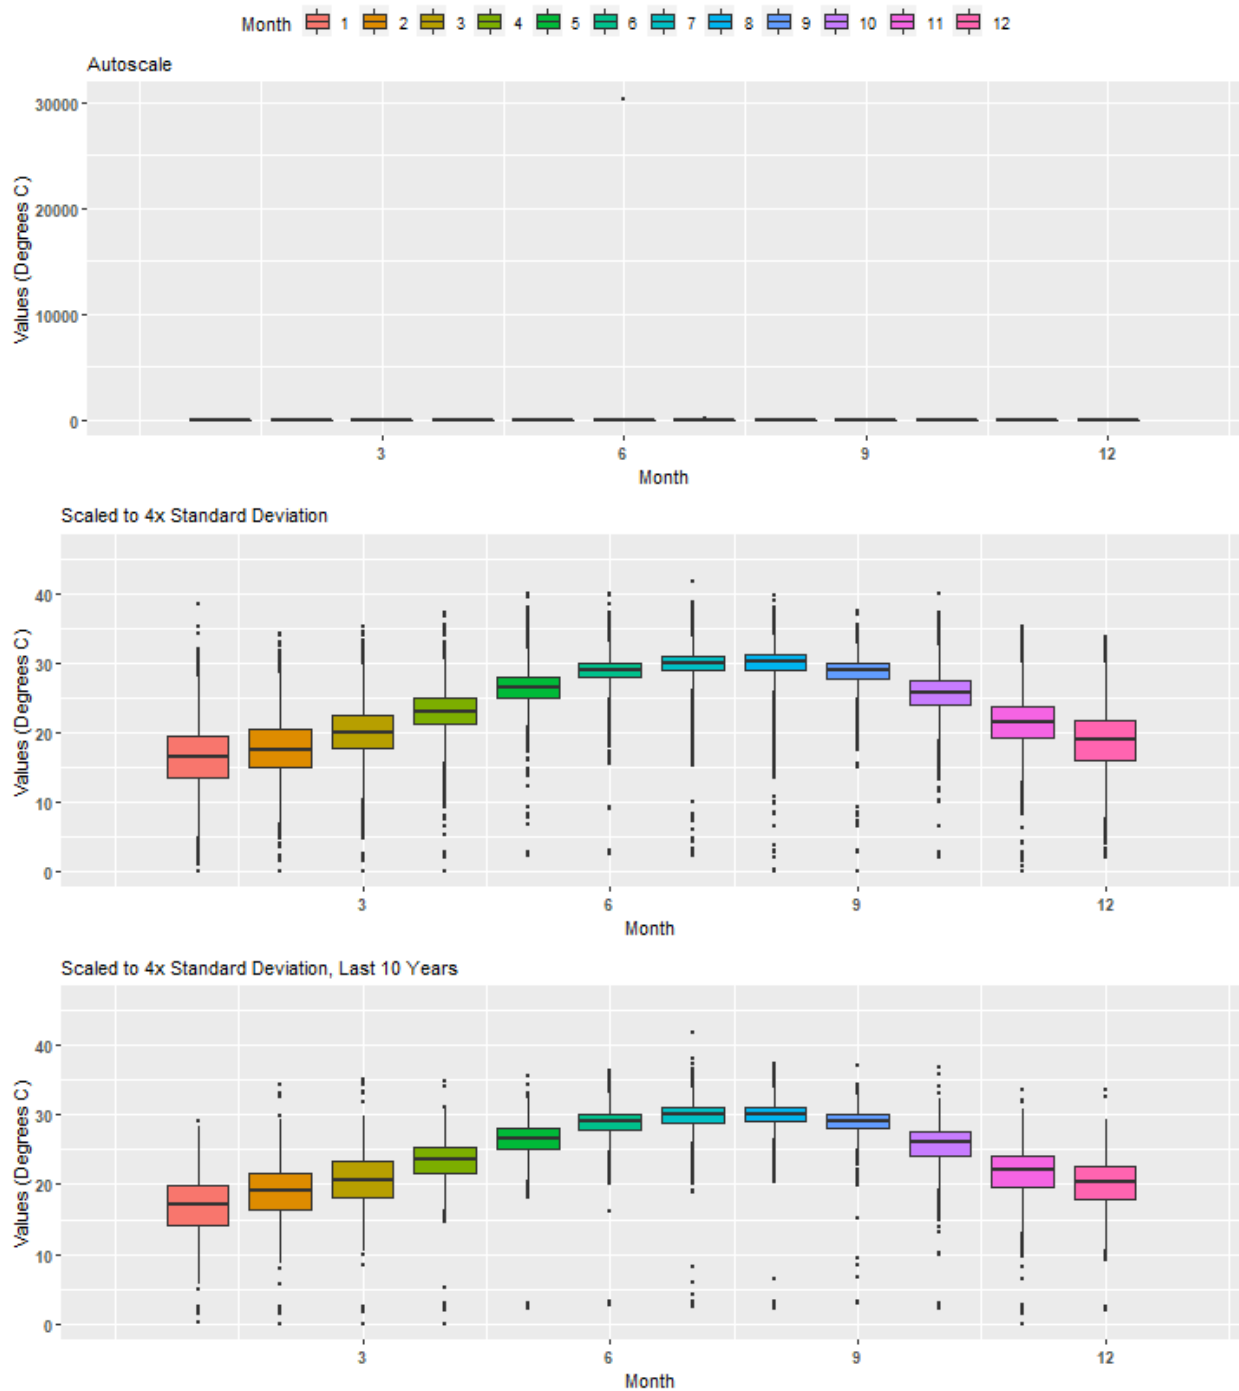 Month 1 2 3 4 5 6 7 8 9 10 11 12
Autoscale
Values (Degrees C)
30000
20000
10000
0
3 6 9 12
Month
Scaled to 4x Standard Deviation
Values (Degrees C)
40
30
20
10
0
3 6 9 12
Month
Scaled to 4x Standard Deviation, Last 10 Years
Values (Degrees C)
40
30
20
10
0
3 6 9 12
Month